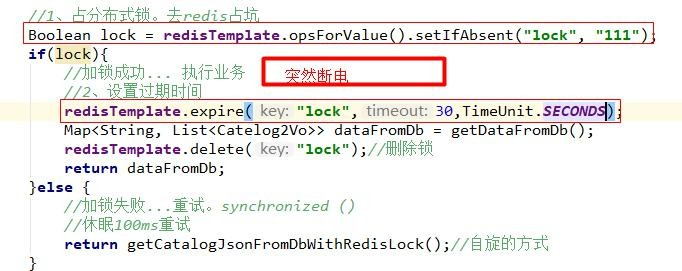 //1、占分布式锁。去redis占坑
Boolean lock = redisTemplate.opsForValue().setIfAbsent("lock", "111");
if(lock){
//加锁成功... 执行业务
突然断电
//2、设置过期时间
redisTemplate.expire( key: "lock", timeout: 30,TimeUnit.SECONDS);
Map<String, List<Catelog2Vo>> dataFromDb = getDataFromDb();
redisTemplate.delete( key: "lock");//删除锁
return dataFromDb;
}else {
//加锁失败...重试。synchronized ()
//休眠100ms重试
return getCatalogJsonFromDbWithRedisLock();//自旋的方式
}